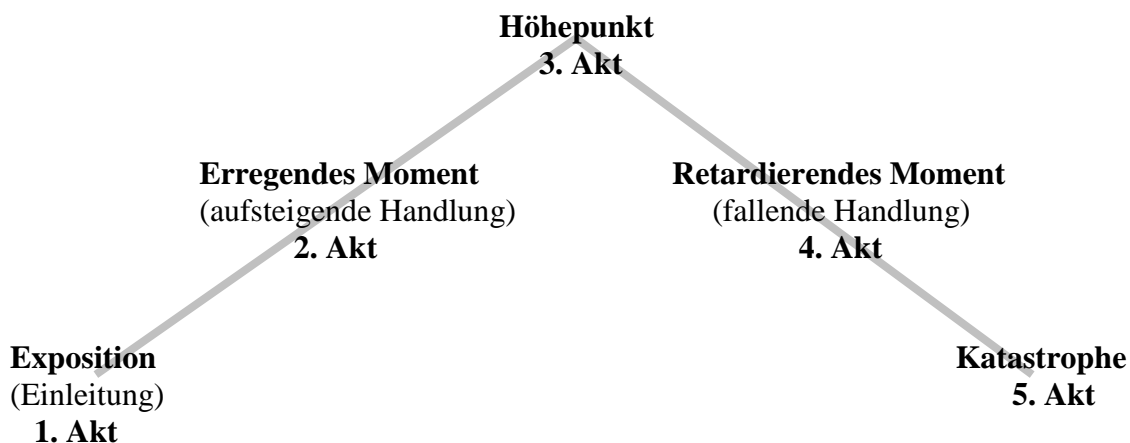 Höhepunkt
3. Akt
Erregendes Moment
(aufsteigende Handlung)
2. Akt
Retardierendes Moment
(fallende Handlung)
4. Akt
Exposition
(Einleitung)
1. Akt
Katastrophe
5. Akt